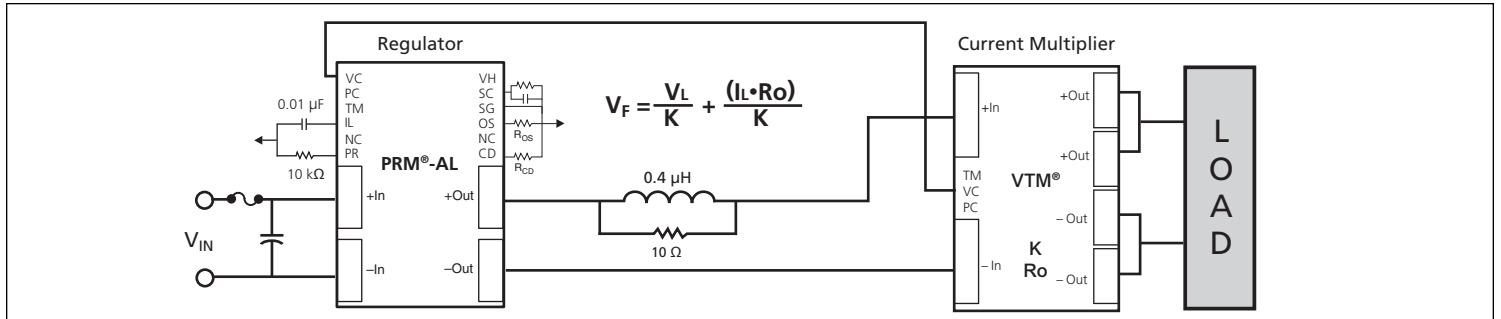 Regulator
Current Multiplier
VC
PC
TM
IL
NC
PR
VH
SC
SG
OS
NC
CD
0.01 µF
10 kΩ
PRM®-AL
ROS
RCD
VF = VL/K + (IL•Ro)/K
+In
–In
+Out
–Out
VIN
0.4 µH
10 Ω
+In
TM
VC
PC
– In
VTM®
K
Ro
+Out
+Out
– Out
– Out
L
O
A
D